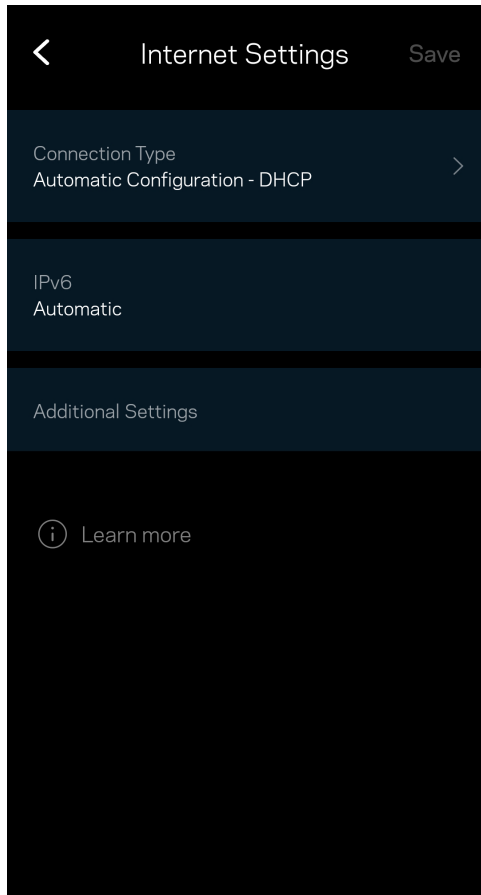 Internet Settings Save
Connection Type
Automatic Configuration - DHCP
IPv6
Automatic
Additional Settings
Learn more